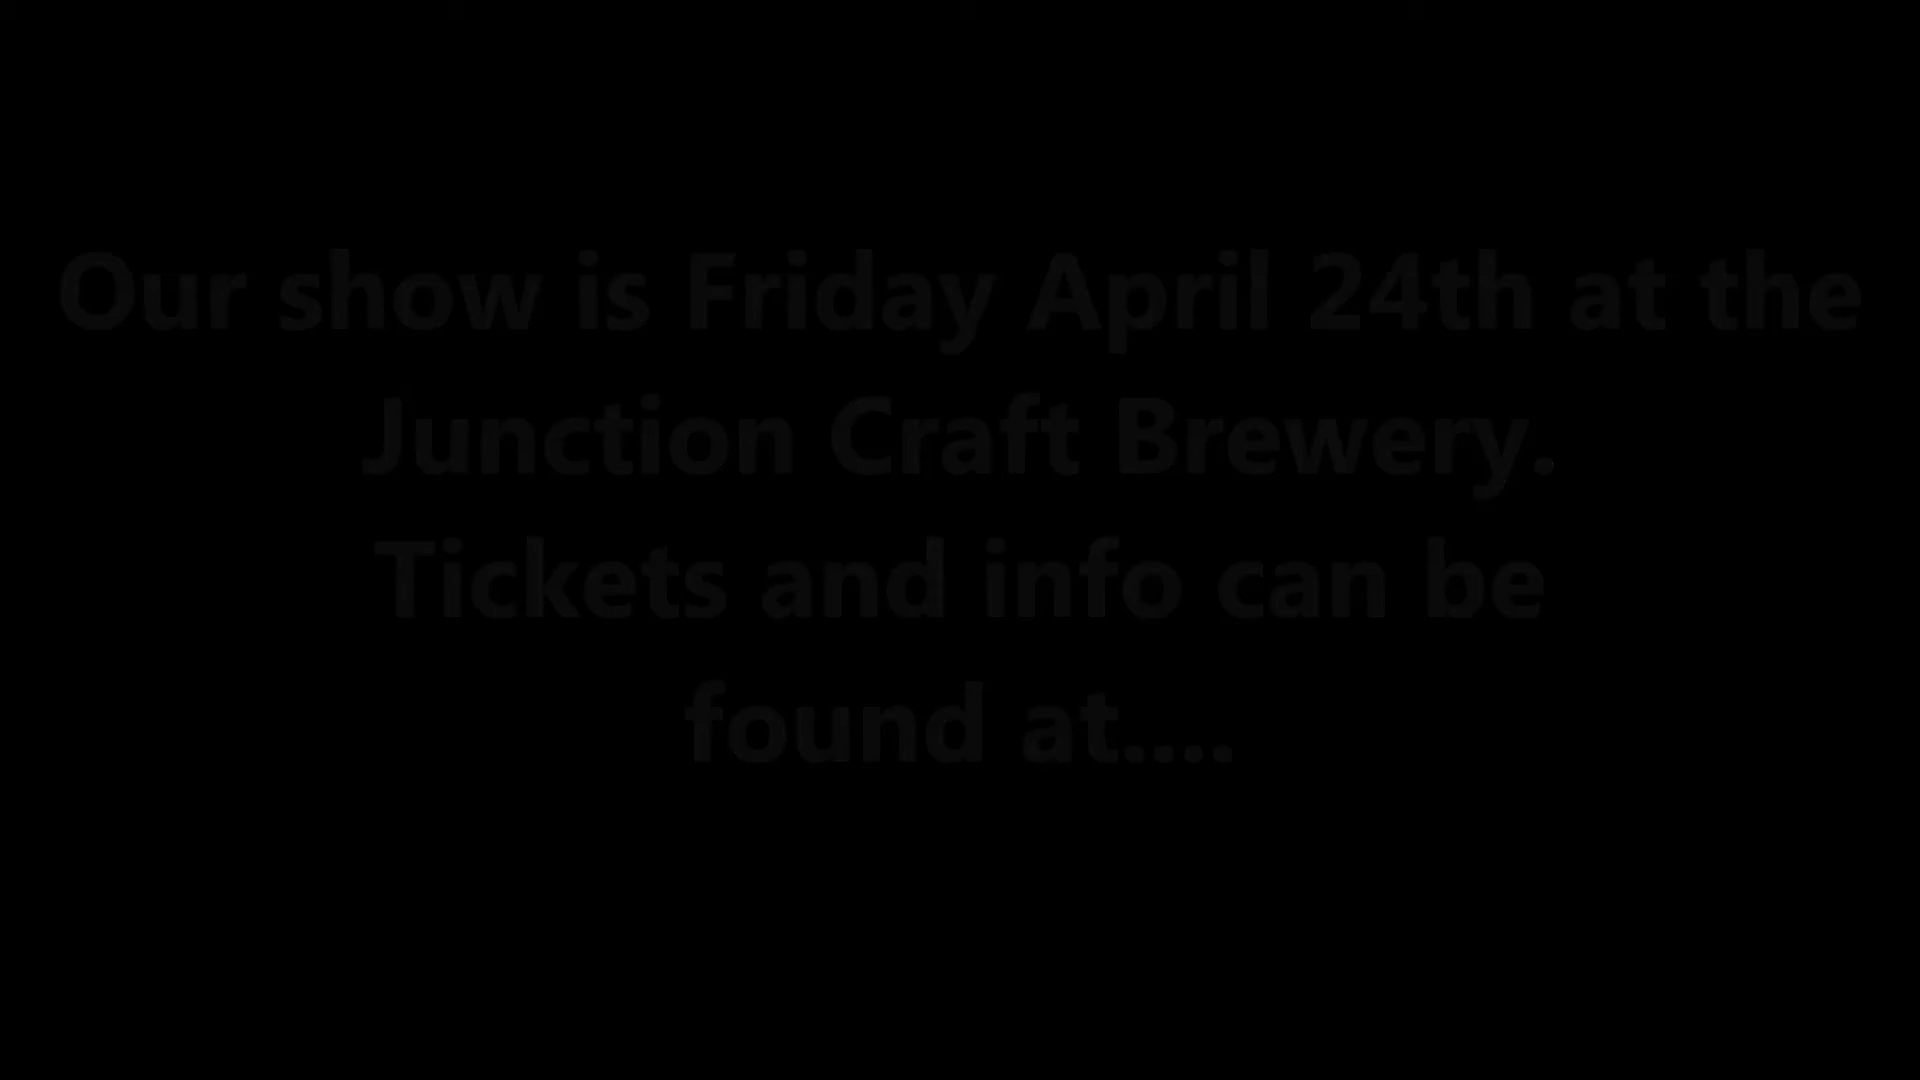 Our show is Friday April 24th at the
Junction Craft Brewery.
Tickets and info can be
found at....